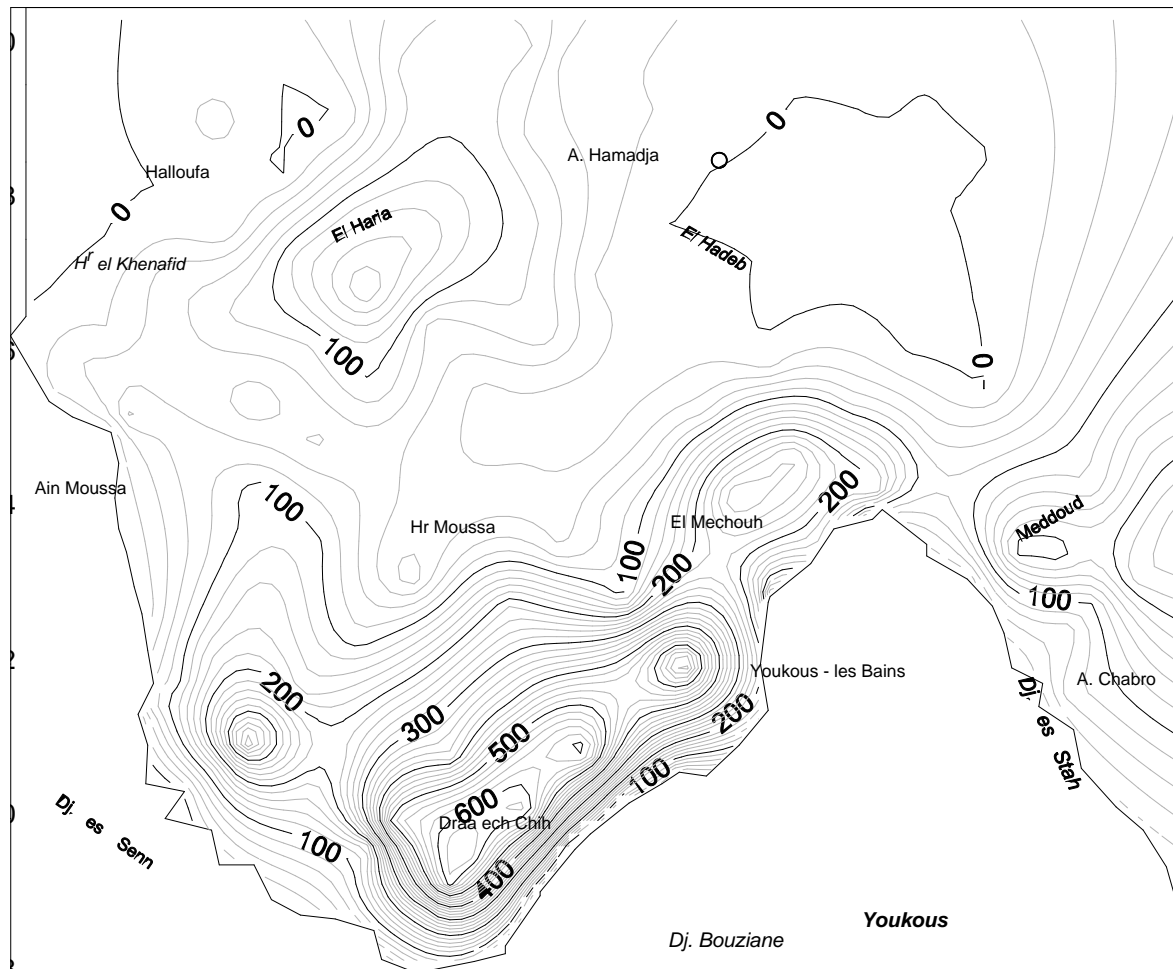 0
0
A. Hamadja
Halloufa
0
El Haria
El Hadeb
Hr el Khenafid
100
0
Ain Moussa
100
200
Meddoud
Hr Moussa
El Mechouh
100
200
100
Youkous - les Bains
A. Chabro
200
300
200
Dj. es Stah
500
100
600
Dj. es Senn
Draa ech Chih
100
400
Youkous
Dj. Bouziane